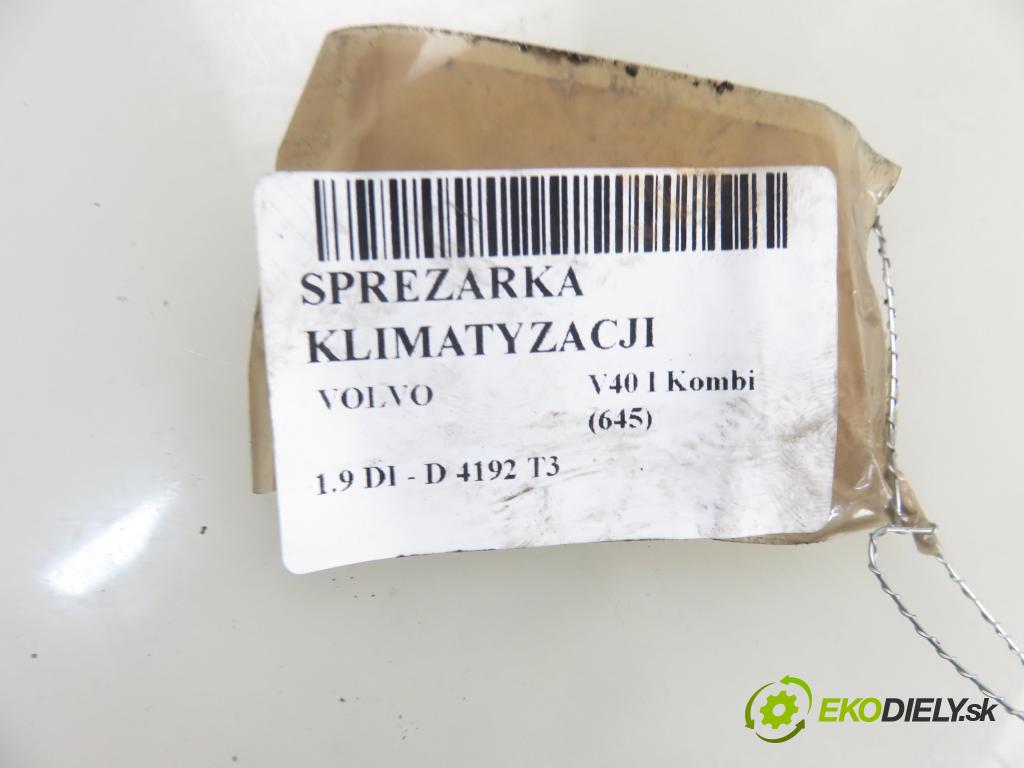 SPREZARKA
KLIMATYZACJI
VOLVO V40 I Kombi
(645)
1.9 DI - D 4192 T3
EKODIELY.sk